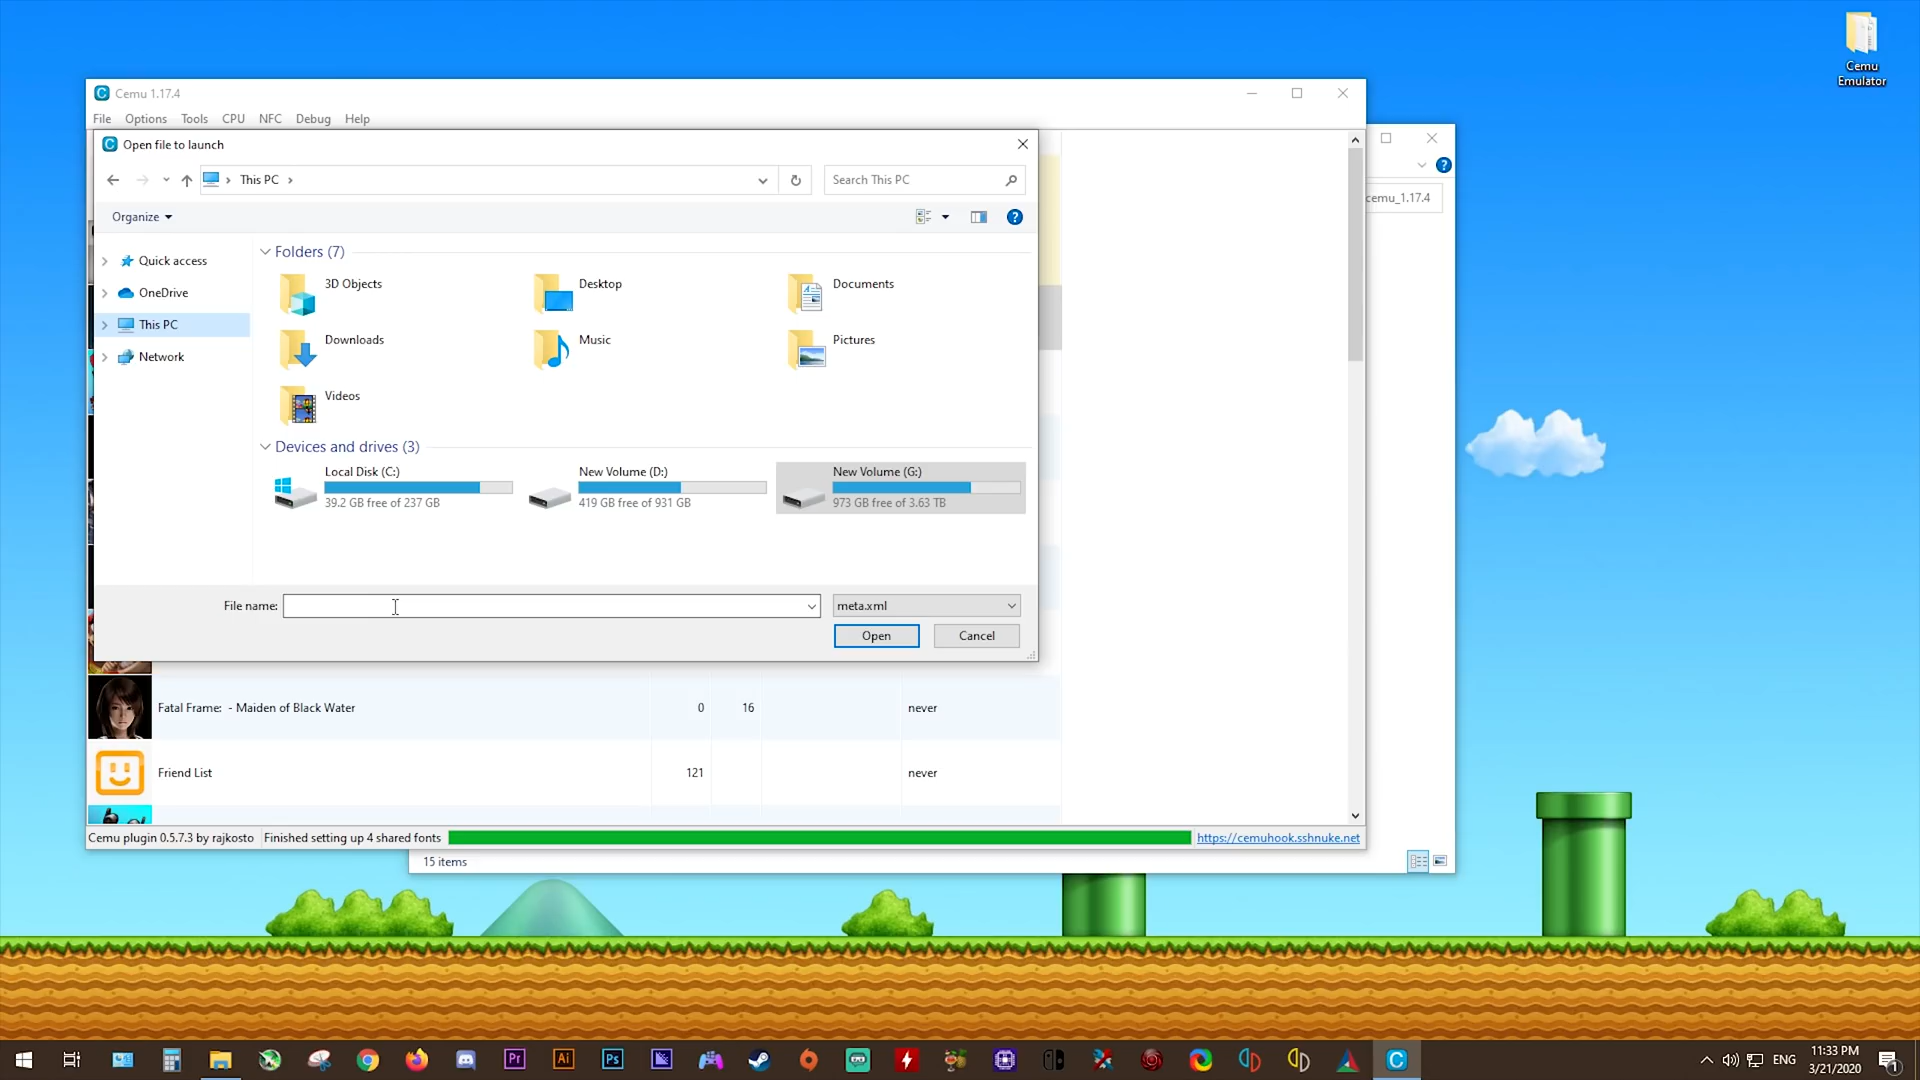 Cemu
Emulator
Cemu 1.17.4
File Options Tools CPU NFC Debug Help
Open file to launch
This PC
Search This PC
cemu_1.17.4
Organize
Quick access
OneDrive
This PC
Network
Folders (7)
3D Objects
Desktop
Documents
Downloads
Music
Pictures
Videos
Devices and drives (3)
Local Disk (C:)
39.2 GB free of 237 GB
New Volume (D:)
419 GB free of 931 GB
New Volume (G:)
973 GB free of 3.63 TB
File name:
meta.xml
Open Cancel
Fatal Frame: - Maiden of Black Water 0 16 never
Friend List 121 never
Cemu plugin 0.5.7.3 by rajkosto Finished setting up 4 shared fonts https://cemuhook.sshnuke.net
15 items
Pr Ai Ps
ENG
11:33 PM
3/21/2020
1